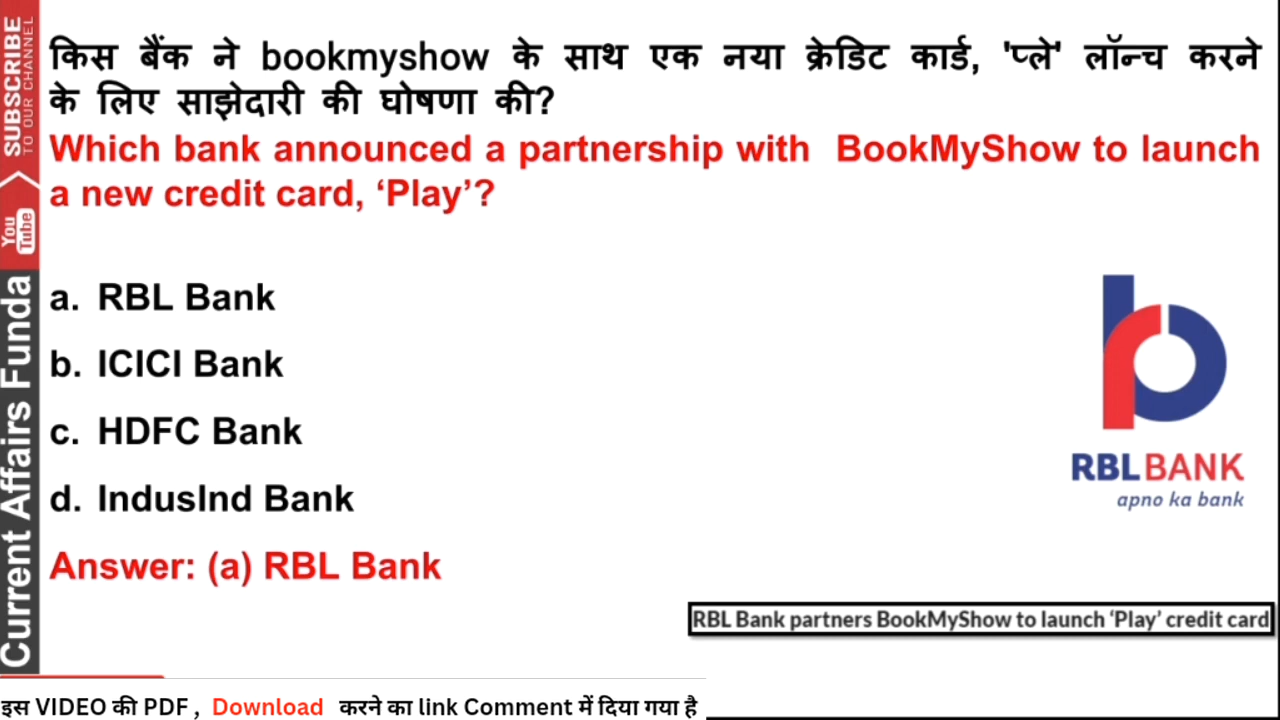 किस बैंक ने bookmyshow के साथ एक नया क्रेडिट कार्ड, 'प्ले' लॉन्च करने
के लिए साझेदारी की घोषणा की?
Which bank announced a partnership with BookMyShow to launch
a new credit card, ‘Play’?
a. RBL Bank
b. ICICI Bank
c. HDFC Bank
d. IndusInd Bank
Answer: (a) RBL Bank
RBL BANK
apno ka bank
RBL Bank partners BookMyShow to launch ‘Play’ credit card
SUBSCRIBE
TO OUR CHANNEL
You
Tube
Current Affairs Funda
इस VIDEO की PDF , Download करने का link Comment में दिया गया है